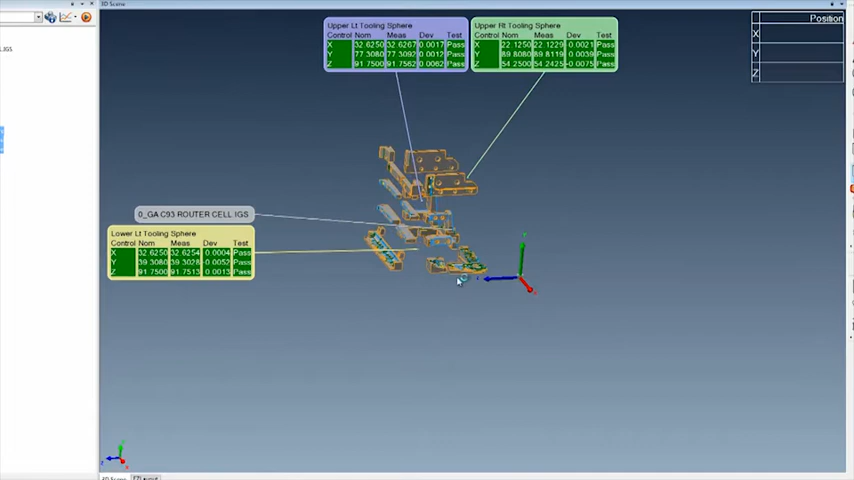 3D Scene
.IGS
Upper Lt Tooling Sphere
Control Nom Meas Dev Test
X 32.6250 32.6267 0.0017 Pass
Y 77.3080 77.3092 0.0012 Pass
Z 91.7500 91.7562 0.0062 Pass
Upper Rt Tooling Sphere
Control Nom Meas Dev Test
X 22.1250 22.1229 -0.0021 Pass
Y 89.8080 89.8119 0.0039 Pass
Z 54.2500 54.2425 -0.0075 Pass
Position
X
Y
Z
0_GA C93 ROUTER CELL IGS
Lower Lt Tooling Sphere
Control Nom Meas Dev Test
X 32.6250 32.6254 0.0004 Pass
Y 39.3080 39.3028 -0.0052 Pass
Z 91.7500 91.7513 0.0013 Pass
3D Scene